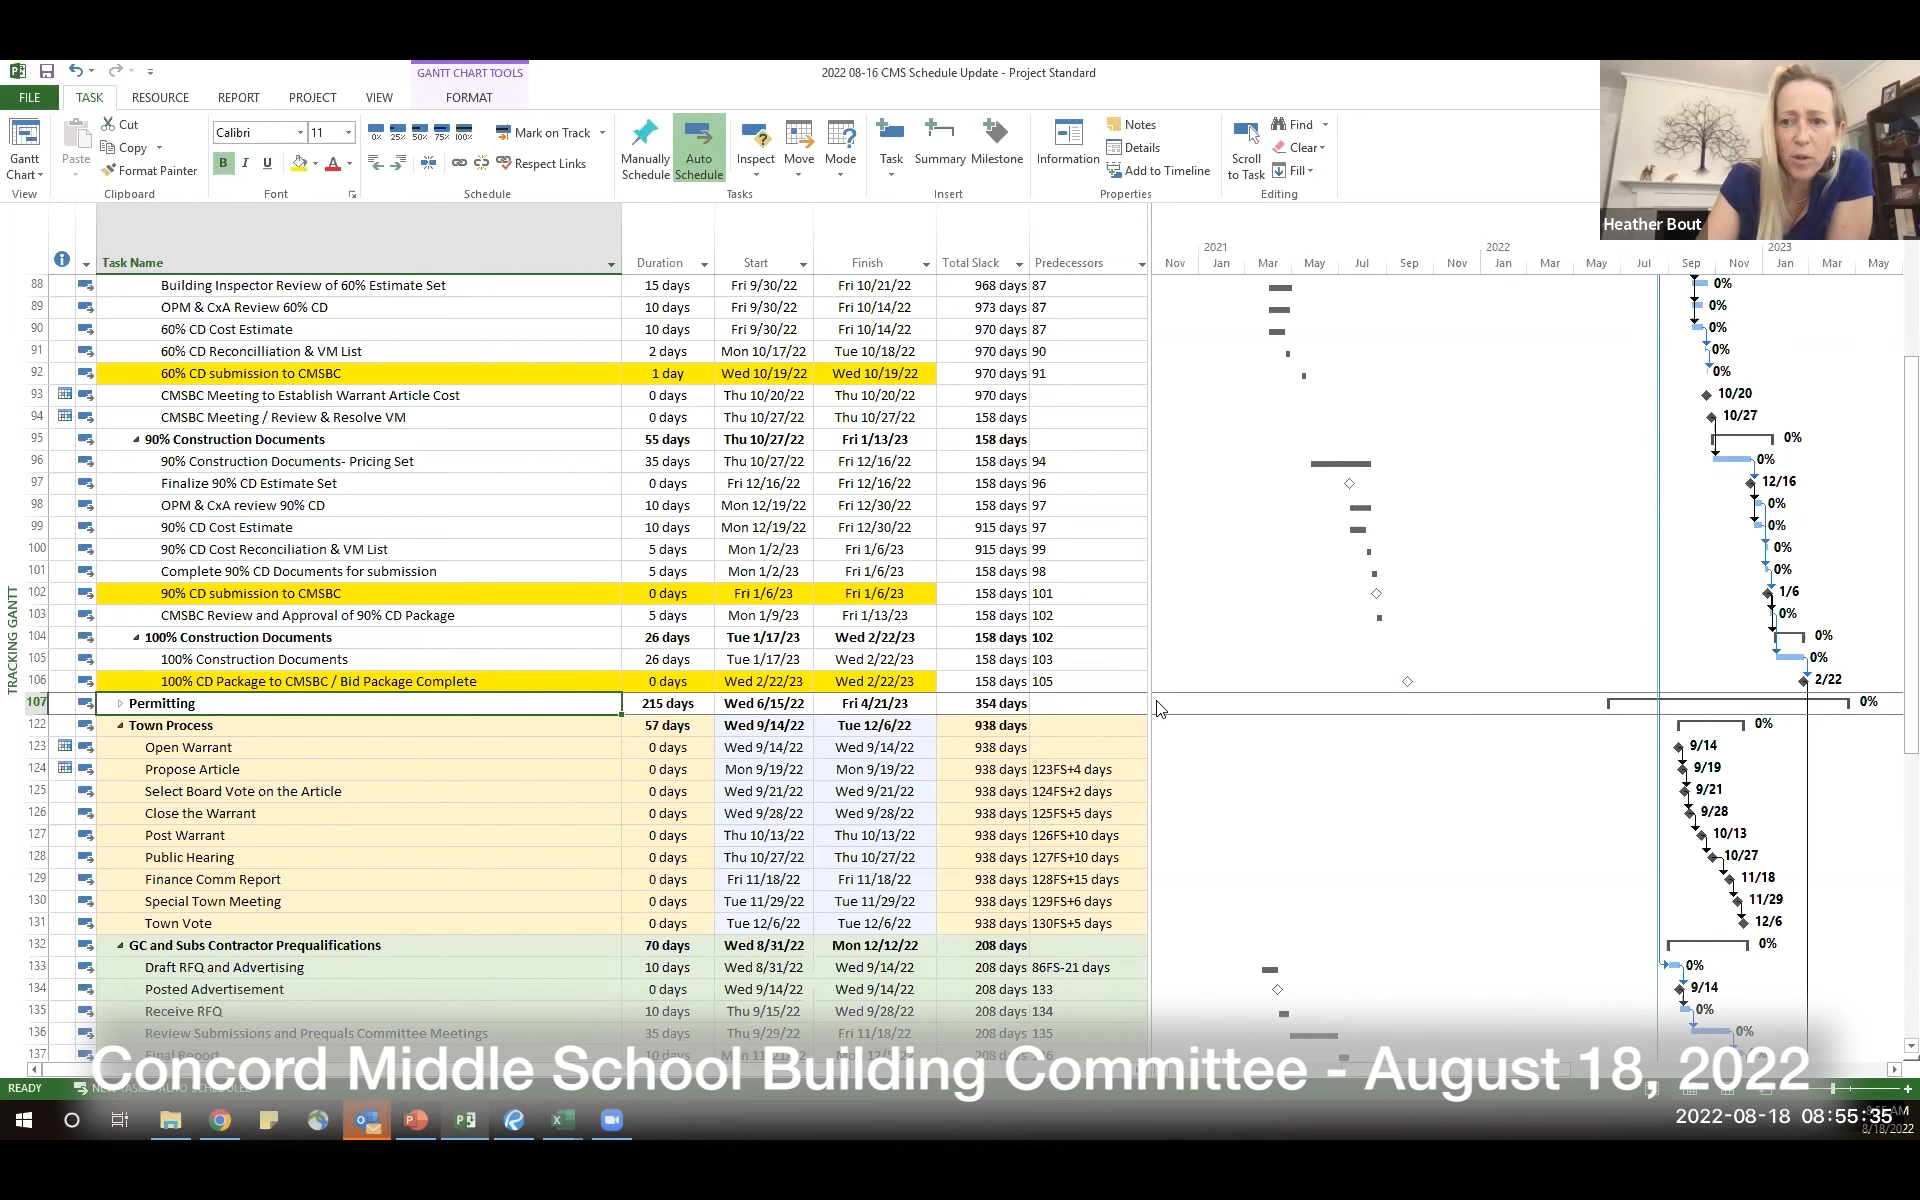 GANTT CHART TOOLS
2022 08-16 CMS Schedule Update - Project Standard
FILE TASK RESOURCE REPORT PROJECT VIEW FORMAT
Gantt Chart
View
Paste
Cut
Copy
Format Painter
Clipboard
Calibri 11
B I U A
Font
0% 25% 50% 75% 100%
Mark on Track
Respect Links
Schedule
Manually Schedule
Auto Schedule
Inspect
Move
Mode
Tasks
Task
Summary
Milestone
Insert
Information
Notes
Details
Add to Timeline
Properties
Scroll to Task
Find
Clear
Fill
Editing
Heather Bout
Task Name Duration Start Finish Total Slack Predecessors
2021 2022 2023
Nov Jan Mar May Jul Sep Nov Jan Mar May Jul Sep Nov Jan Mar May
88 Building Inspector Review of 60% Estimate Set 15 days Fri 9/30/22 Fri 10/21/22 968 days 87 0%
89 OPM & CxA Review 60% CD 10 days Fri 9/30/22 Fri 10/14/22 973 days 87 0%
90 60% CD Cost Estimate 10 days Fri 9/30/22 Fri 10/14/22 970 days 87 0%
91 60% CD Reconcilliation & VM List 2 days Mon 10/17/22 Tue 10/18/22 970 days 90 0%
92 60% CD submission to CMSBC 1 day Wed 10/19/22 Wed 10/19/22 970 days 91 0%
93 CMSBC Meeting to Establish Warrant Article Cost 0 days Thu 10/20/22 Thu 10/20/22 970 days 10/20
94 CMSBC Meeting / Review & Resolve VM 0 days Thu 10/27/22 Thu 10/27/22 158 days 10/27
95 90% Construction Documents 55 days Thu 10/27/22 Fri 1/13/23 158 days 0%
96 90% Construction Documents- Pricing Set 35 days Thu 10/27/22 Fri 12/16/22 158 days 94 0%
97 Finalize 90% CD Estimate Set 0 days Fri 12/16/22 Fri 12/16/22 158 days 96 12/16
98 OPM & CxA review 90% CD 10 days Mon 12/19/22 Fri 12/30/22 158 days 97 0%
99 90% CD Cost Estimate 10 days Mon 12/19/22 Fri 12/30/22 915 days 97 0%
100 90% CD Cost Reconciliation & VM List 5 days Mon 1/2/23 Fri 1/6/23 915 days 99 0%
101 Complete 90% CD Documents for submission 5 days Mon 1/2/23 Fri 1/6/23 158 days 98 0%
102 90% CD submission to CMSBC 0 days Fri 1/6/23 Fri 1/6/23 158 days 101 1/6
103 CMSBC Review and Approval of 90% CD Package 5 days Mon 1/9/23 Fri 1/13/23 158 days 102 0%
104 100% Construction Documents 26 days Tue 1/17/23 Wed 2/22/23 158 days 102 0%
105 100% Construction Documents 26 days Tue 1/17/23 Wed 2/22/23 158 days 103 0%
106 100% CD Package to CMSBC / Bid Package Complete 0 days Wed 2/22/23 Wed 2/22/23 158 days 105 2/22
107 Permitting 215 days Wed 6/15/22 Fri 4/21/23 354 days 0%
122 Town Process 57 days Wed 9/14/22 Tue 12/6/22 938 days 0%
123 Open Warrant 0 days Wed 9/14/22 Wed 9/14/22 938 days 9/14
124 Propose Article 0 days Mon 9/19/22 Mon 9/19/22 938 days 123FS+4 days 9/19
125 Select Board Vote on the Article 0 days Wed 9/21/22 Wed 9/21/22 938 days 124FS+2 days 9/21
126 Close the Warrant 0 days Wed 9/28/22 Wed 9/28/22 938 days 125FS+5 days 9/28
127 Post Warrant 0 days Thu 10/13/22 Thu 10/13/22 938 days 126FS+10 days 10/13
128 Public Hearing 0 days Thu 10/27/22 Thu 10/27/22 938 days 127FS+10 days 10/27
129 Finance Comm Report 0 days Fri 11/18/22 Fri 11/18/22 938 days 128FS+15 days 11/18
130 Special Town Meeting 0 days Tue 11/29/22 Tue 11/29/22 938 days 129FS+6 days 11/29
131 Town Vote 0 days Tue 12/6/22 Tue 12/6/22 938 days 130FS+5 days 12/6
132 GC and Subs Contractor Prequalifications 70 days Wed 8/31/22 Mon 12/12/22 208 days 0%
133 Draft RFQ and Advertising 10 days Wed 8/31/22 Wed 9/14/22 208 days 86FS-21 days 0%
134 Posted Advertisement 0 days Wed 9/14/22 Wed 9/14/22 208 days 133 9/14
135 Receive RFQ 10 days Thu 9/15/22 Wed 9/28/22 208 days 134 0%
136 Review Submissions and Prequals Committee Meetings 35 days Thu 9/29/22 Fri 11/18/22 208 days 135 0%
137 Final Report 10 days
TRACKING GANTT
Concord Middle School Building Committee - August 18, 2022
READY
2022-08-18 08:55:35
8/18/2022